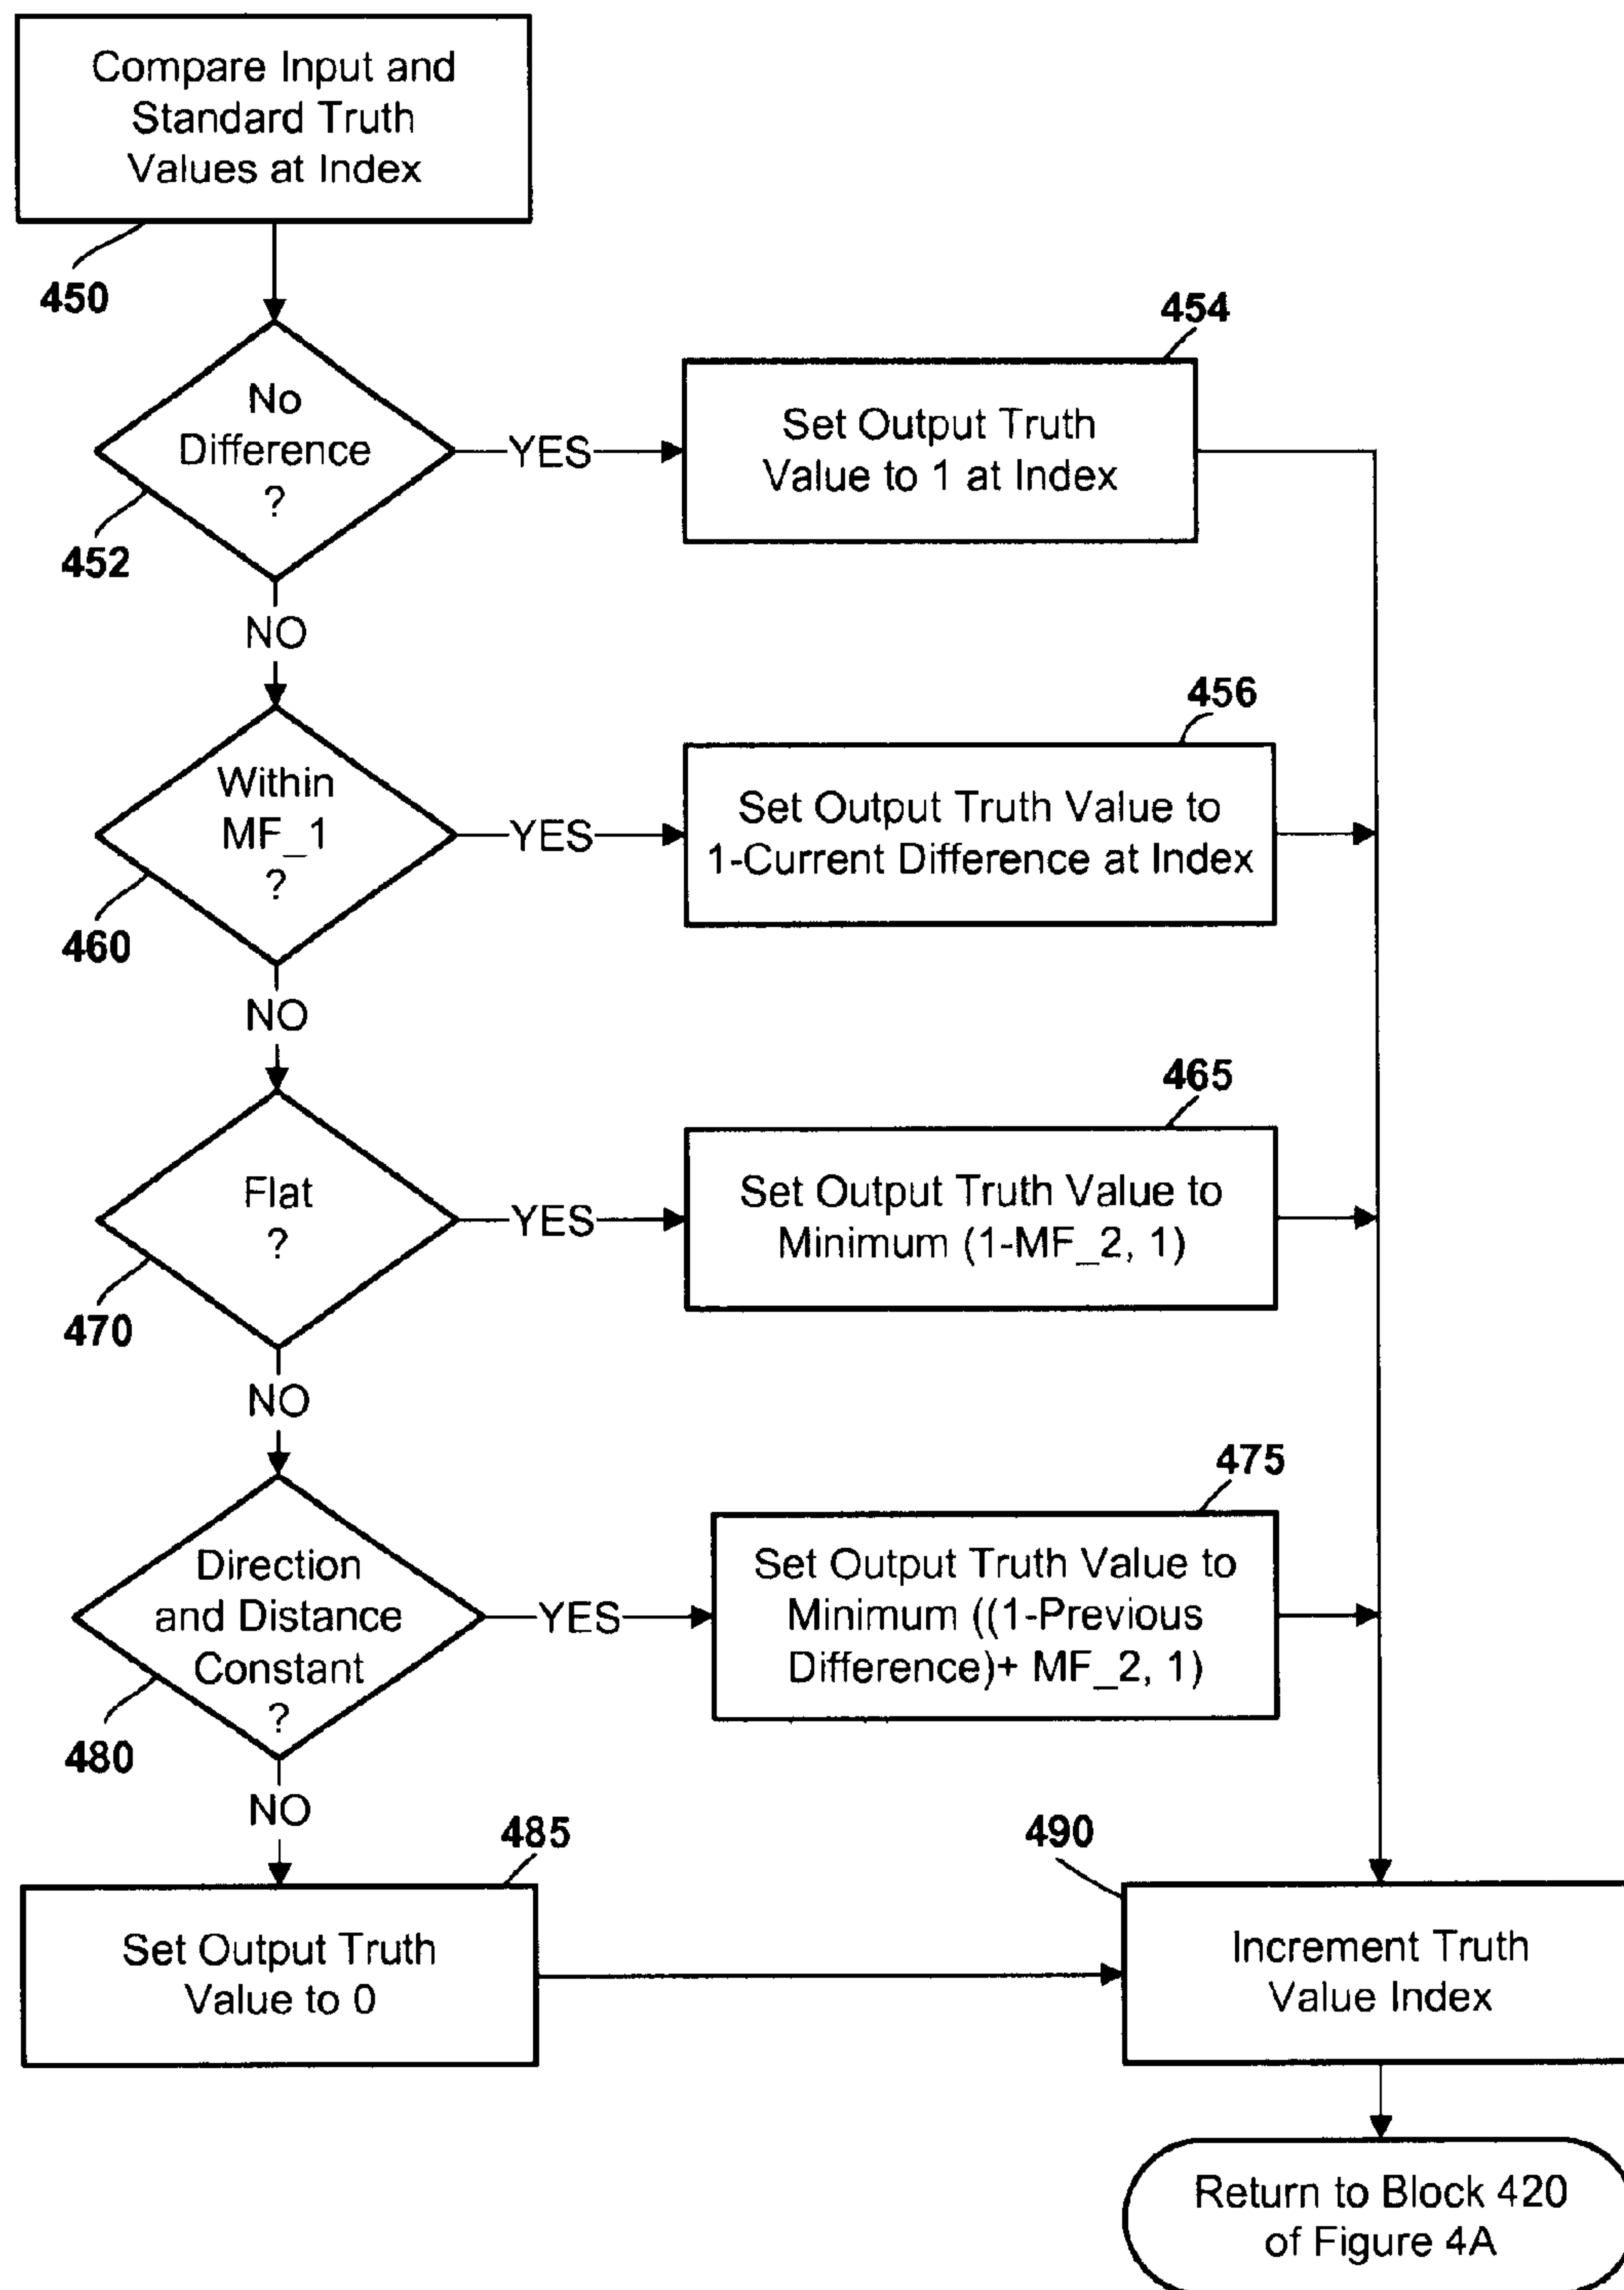 Compare Input and
Standard Truth
Values at Index
450
454
No
Difference
?
YES
Set Output Truth
Value to 1 at Index
452
NO
456
Within
MF_1
?
YES
Set Output Truth Value to
1-Current Difference at Index
460
NO
465
Flat
?
YES
Set Output Truth Value to
Minimum (1-MF_2, 1)
470
NO
475
Direction
and Distance
Constant
?
YES
Set Output Truth Value to
Minimum ((1-Previous
Difference)+ MF_2, 1)
480
NO
485
490
Set Output Truth
Value to 0
Increment Truth
Value Index
Return to Block 420
of Figure 4A